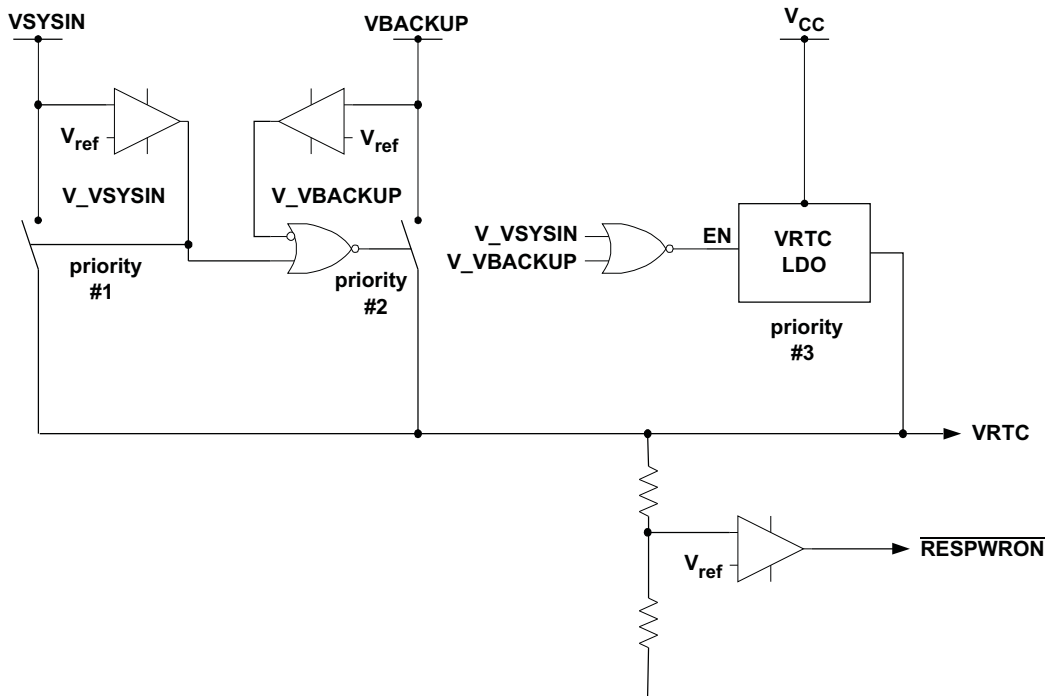 VSYSIN
VBACKUP
VCC
Vref
Vref
V_VSYSIN
V_VBACKUP
priority
#1
priority
#2
V_VSYSIN
V_VBACKUP
EN
VRTC
LDO
priority
#3
VRTC
Vref
RESPWRON